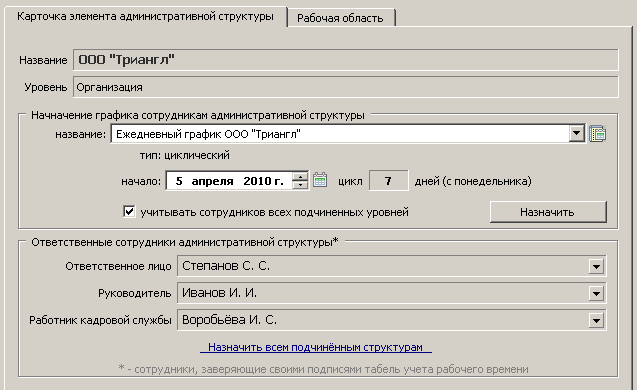 Карточка элемента административной структуры
Рабочая область
Название ООО "Триангл"
Уровень Организация
Начначение графика сотрудникам административной структуры
название: Ежедневный график ООО "Триангл"
тип: циклический
начало: 5 апреля 2010 г. цикл 7 дней (с понедельника)
учитывать сотрудников всех подчиненных уровней Назначить
Ответственные сотрудники административной структуры*
Ответственное лицо Степанов С. С.
Руководитель Иванов И. И.
Работник кадровой службы Воробьёва И. С.
Назначить всем подчинённым структурам
* - сотрудники, заверяющие своими подписями табель учета рабочего времени